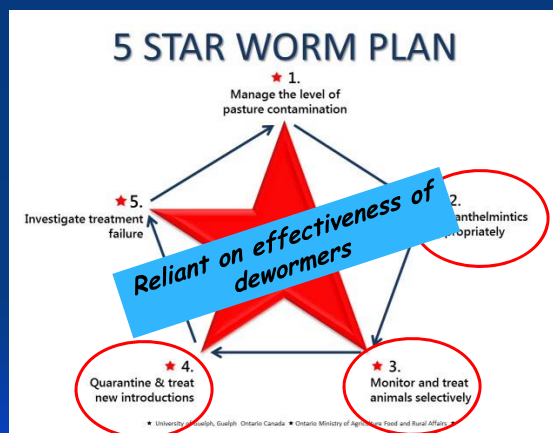 5 STAR WORM PLAN
★ 1.
Manage the level of
pasture contamination
2.
anthelmintics
propriately
★ 3.
Monitor and treat
animals selectively
★ 4.
Quarantine & treat
new introductions
★ 5.
Investigate treatment
failure
Reliant on effectiveness of
dewormers
★ University of Guelph, Guelph Ontario Canada ★ Ontario Ministry of Agriculture Food and Rural Affairs ★